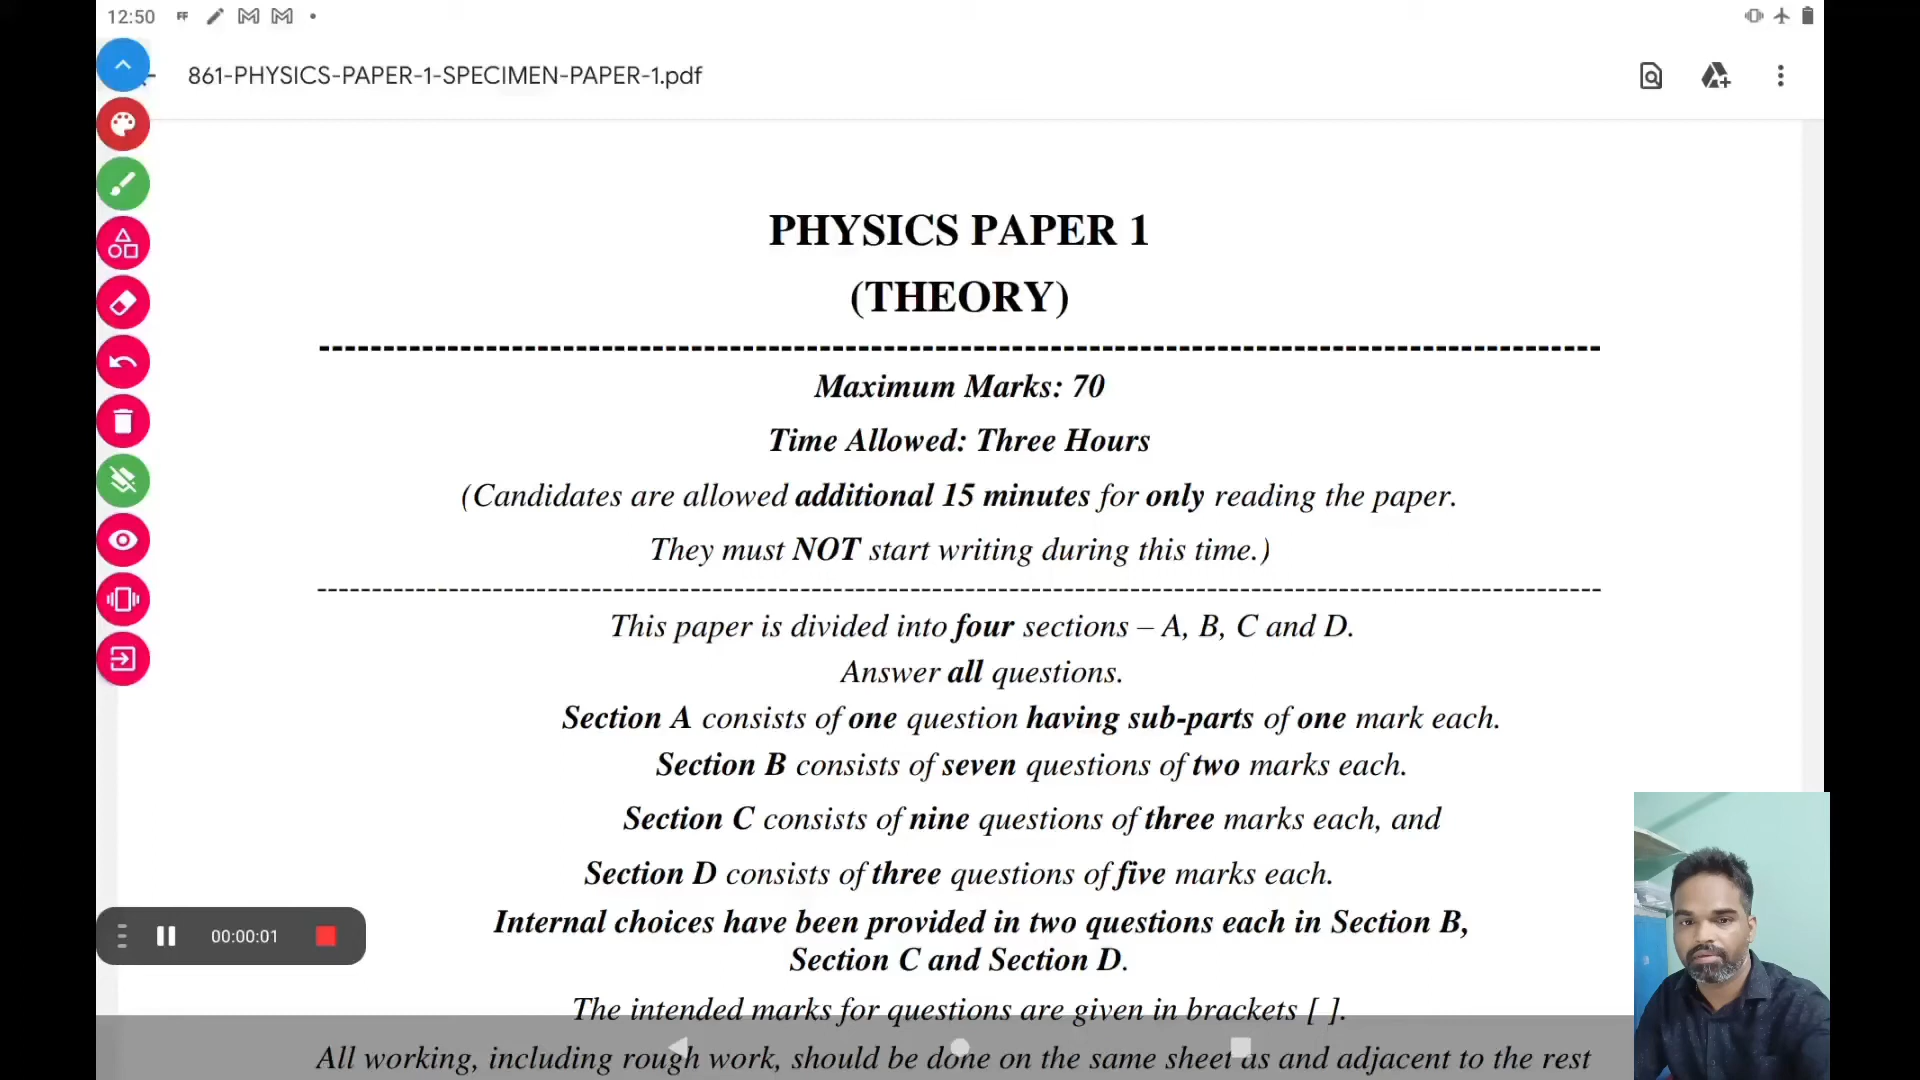 12:50
861-PHYSICS-PAPER-1-SPECIMEN-PAPER-1.pdf
PHYSICS PAPER 1
(THEORY)
Maximum Marks: 70
Time Allowed: Three Hours
(Candidates are allowed additional 15 minutes for only reading the paper.
They must NOT start writing during this time.)
This paper is divided into four sections – A, B, C and D.
Answer all questions.
Section A consists of one question having sub-parts of one mark each.
Section B consists of seven questions of two marks each.
Section C consists of nine questions of three marks each, and
Section D consists of three questions of five marks each.
Internal choices have been provided in two questions each in Section B,
Section C and Section D.
00:00:01
The intended marks for questions are given in brackets [ ].
All working, including rough work, should be done on the same sheet as and adjacent to the rest